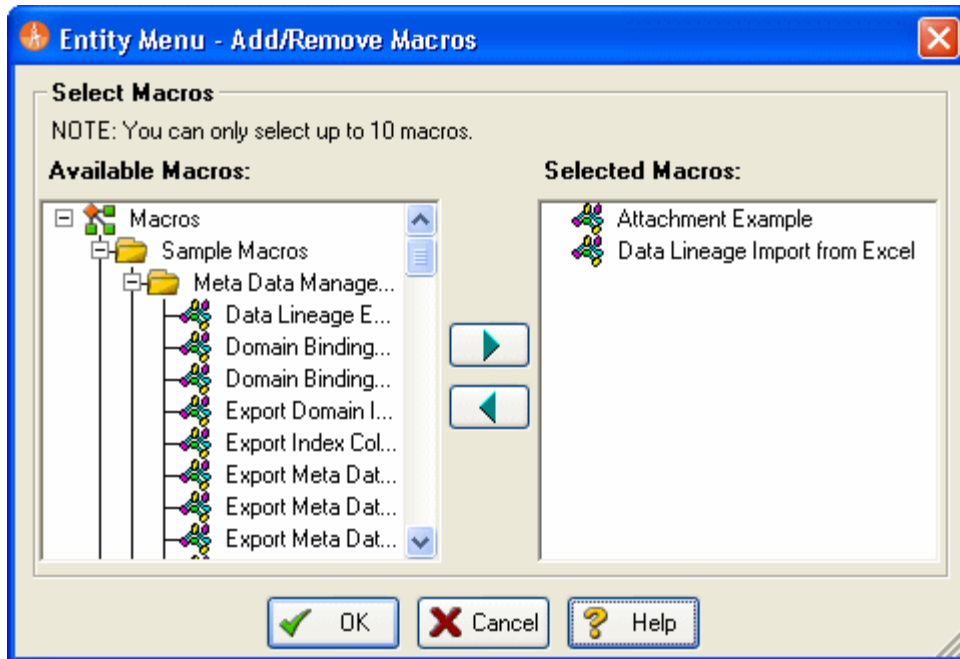 Entity Menu - Add/Remove Macros
Select Macros
NOTE: You can only select up to 10 macros.
Available Macros:
Macros
Sample Macros
Meta Data Manage...
Data Lineage E...
Domain Binding...
Domain Binding...
Export Domain I...
Export Index Col...
Export Meta Dat...
Export Meta Dat...
Export Meta Dat...
Selected Macros:
Attachment Example
Data Lineage Import from Excel
OK
Cancel
Help